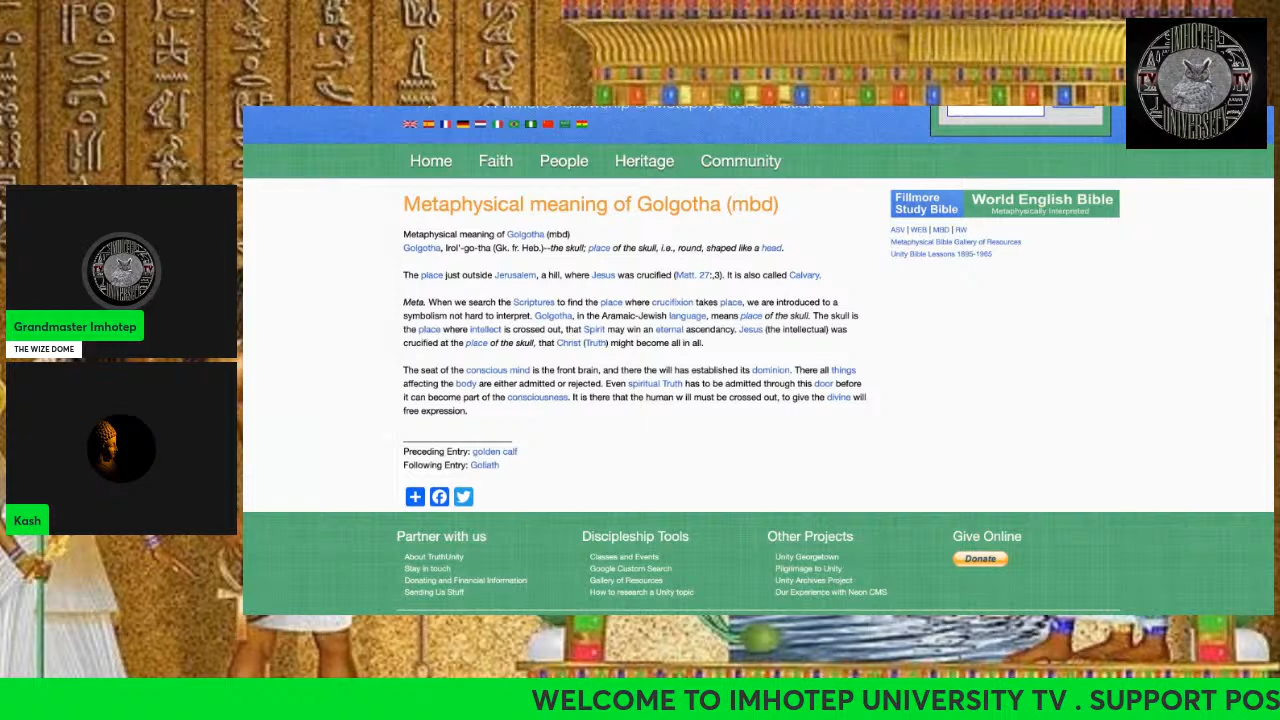 IMHOTEP
TV TV
UNIVERSITY
A Remote Fellowship of Metaphysical Christians
Home Faith People Heritage Community
Metaphysical meaning of Golgotha (mbd)
Metaphysical meaning of Golgotha (mbd)
Golgotha, lrol'-go-tha (Gk. fr. Heb.)--the skull; place of the skull, i.e., round, shaped like a head.
The place just outside Jerusalem, a hill, where Jesus was crucified (Matt. 27:,3). It is also called Calvary.
Meta. When we search the Scriptures to find the place where crucifixion takes place, we are introduced to a
symbolism not hard to interpret. Golgotha, in the Aramaic-Jewish language, means place of the skull. The skull is
the place where intellect is crossed out, that Spirit may win an eternal ascendancy. Jesus (the intellectual) was
crucified at the place of the skull, that Christ (Truth) might become all in all.
The seat of the conscious mind is the front brain, and there the will has established its dominion. There all things
affecting the body are either admitted or rejected. Even spiritual Truth has to be admitted through this door before
it can become part of the consciousness. It is there that the human w ill must be crossed out, to give the divine will
free expression.
Preceding Entry: golden calf
Following Entry: Goliath
Fillmore
Study Bible
World English Bible
Metaphysically Interpreted
ASV | WEB | MBD | RW
Metaphysical Bible Gallery of Resources
Unity Bible Lessons 1895-1965
Partner with us
About TruthUnity
Stay in touch
Donating and Financial Information
Sending Us Stuff
Discipleship Tools
Classes and Events
Google Custom Search
Gallery of Resources
How to research a Unity topic
Other Projects
Unity Georgetown
Pilgrimage to Unity
Unity Archives Project
Our Experience with Neon CMS
Give Online
Donate
Grandmaster Imhotep
THE WIZE DOME
Kash
WELCOME TO IMHOTEP UNIVERSITY TV . SUPPORT POS